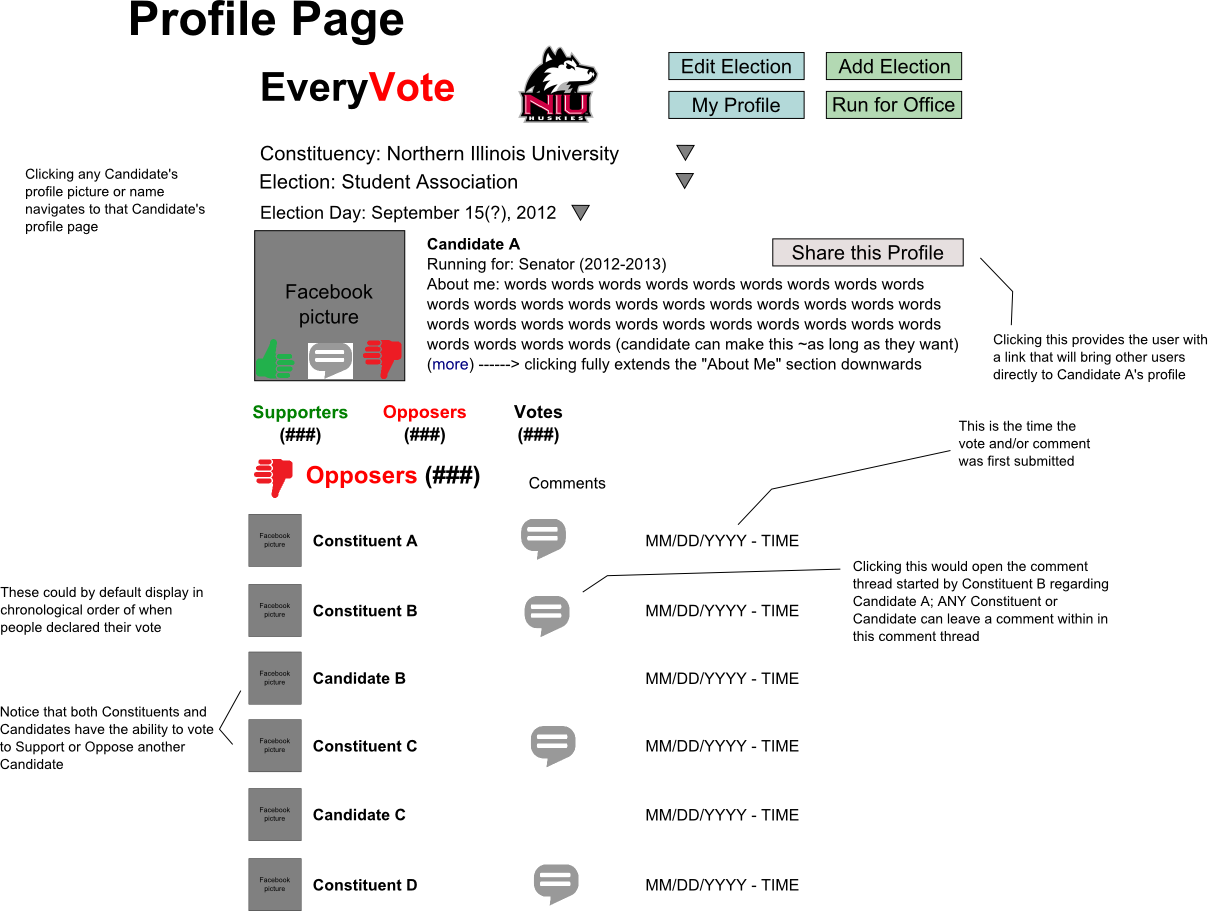 Profile Page
EveryVote
NIU
HUSKIES
Edit Election
Add Election
My Profile
Run for Office
Constituency: Northern Illinois University
Election: Student Association
Election Day: September 15(?), 2012
Clicking any Candidate's
profile picture or name
navigates to that Candidate's
profile page
Facebook
picture
Candidate A
Share this Profile
Running for: Senator (2012-2013)
About me: words words words words words words words words words
words words words words words words words words words words words
words words words words words words words words words words words
words words words words (candidate can make this ~as long as they want)
(more) ------> clicking fully extends the "About Me" section downwards
Clicking this provides the user with
a link that will bring other users
directly to Candidate A's profile
Supporters
(###)
Opposers
(###)
Votes
(###)
This is the time the
vote and/or comment
was first submitted
Opposers (###)
Comments
Facebook
picture
Constituent A
MM/DD/YYYY - TIME
Clicking this would open the comment
thread started by Constituent B regarding
Candidate A; ANY Constituent or
Candidate can leave a comment within in
this comment thread
These could by default display in
chronological order of when
people declared their vote
Facebook
picture
Constituent B
MM/DD/YYYY - TIME
Facebook
picture
Candidate B
MM/DD/YYYY - TIME
Notice that both Constituents and
Candidates have the ability to vote
to Support or Oppose another
Candidate
Facebook
picture
Constituent C
MM/DD/YYYY - TIME
Facebook
picture
Candidate C
MM/DD/YYYY - TIME
Facebook
picture
Constituent D
MM/DD/YYYY - TIME